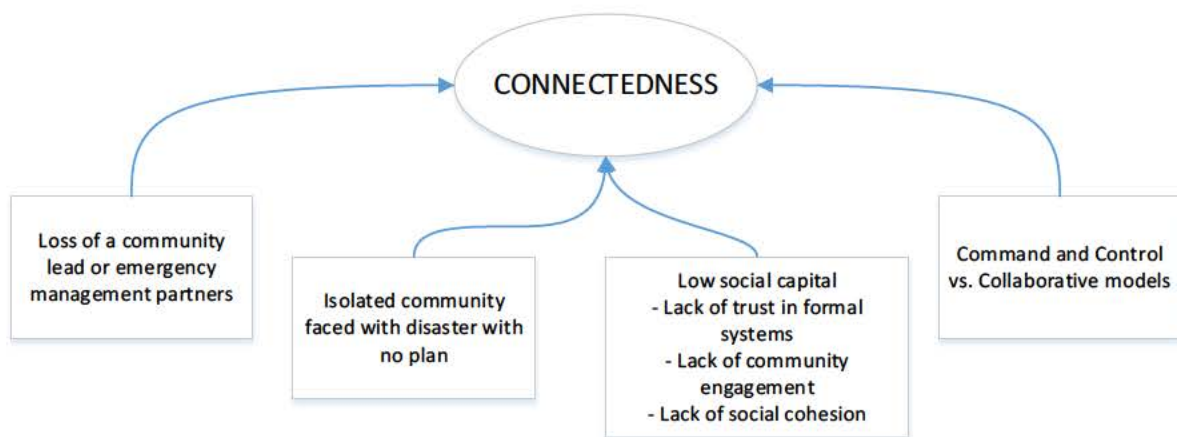 CONNECTEDNESS
Loss of a community
lead or emergency
management partners
Isolated community
faced with disaster with
no plan
Low social capital
- Lack of trust in formal
systems
- Lack of community
engagement
- Lack of social cohesion
Command and Control
vs. Collaborative models